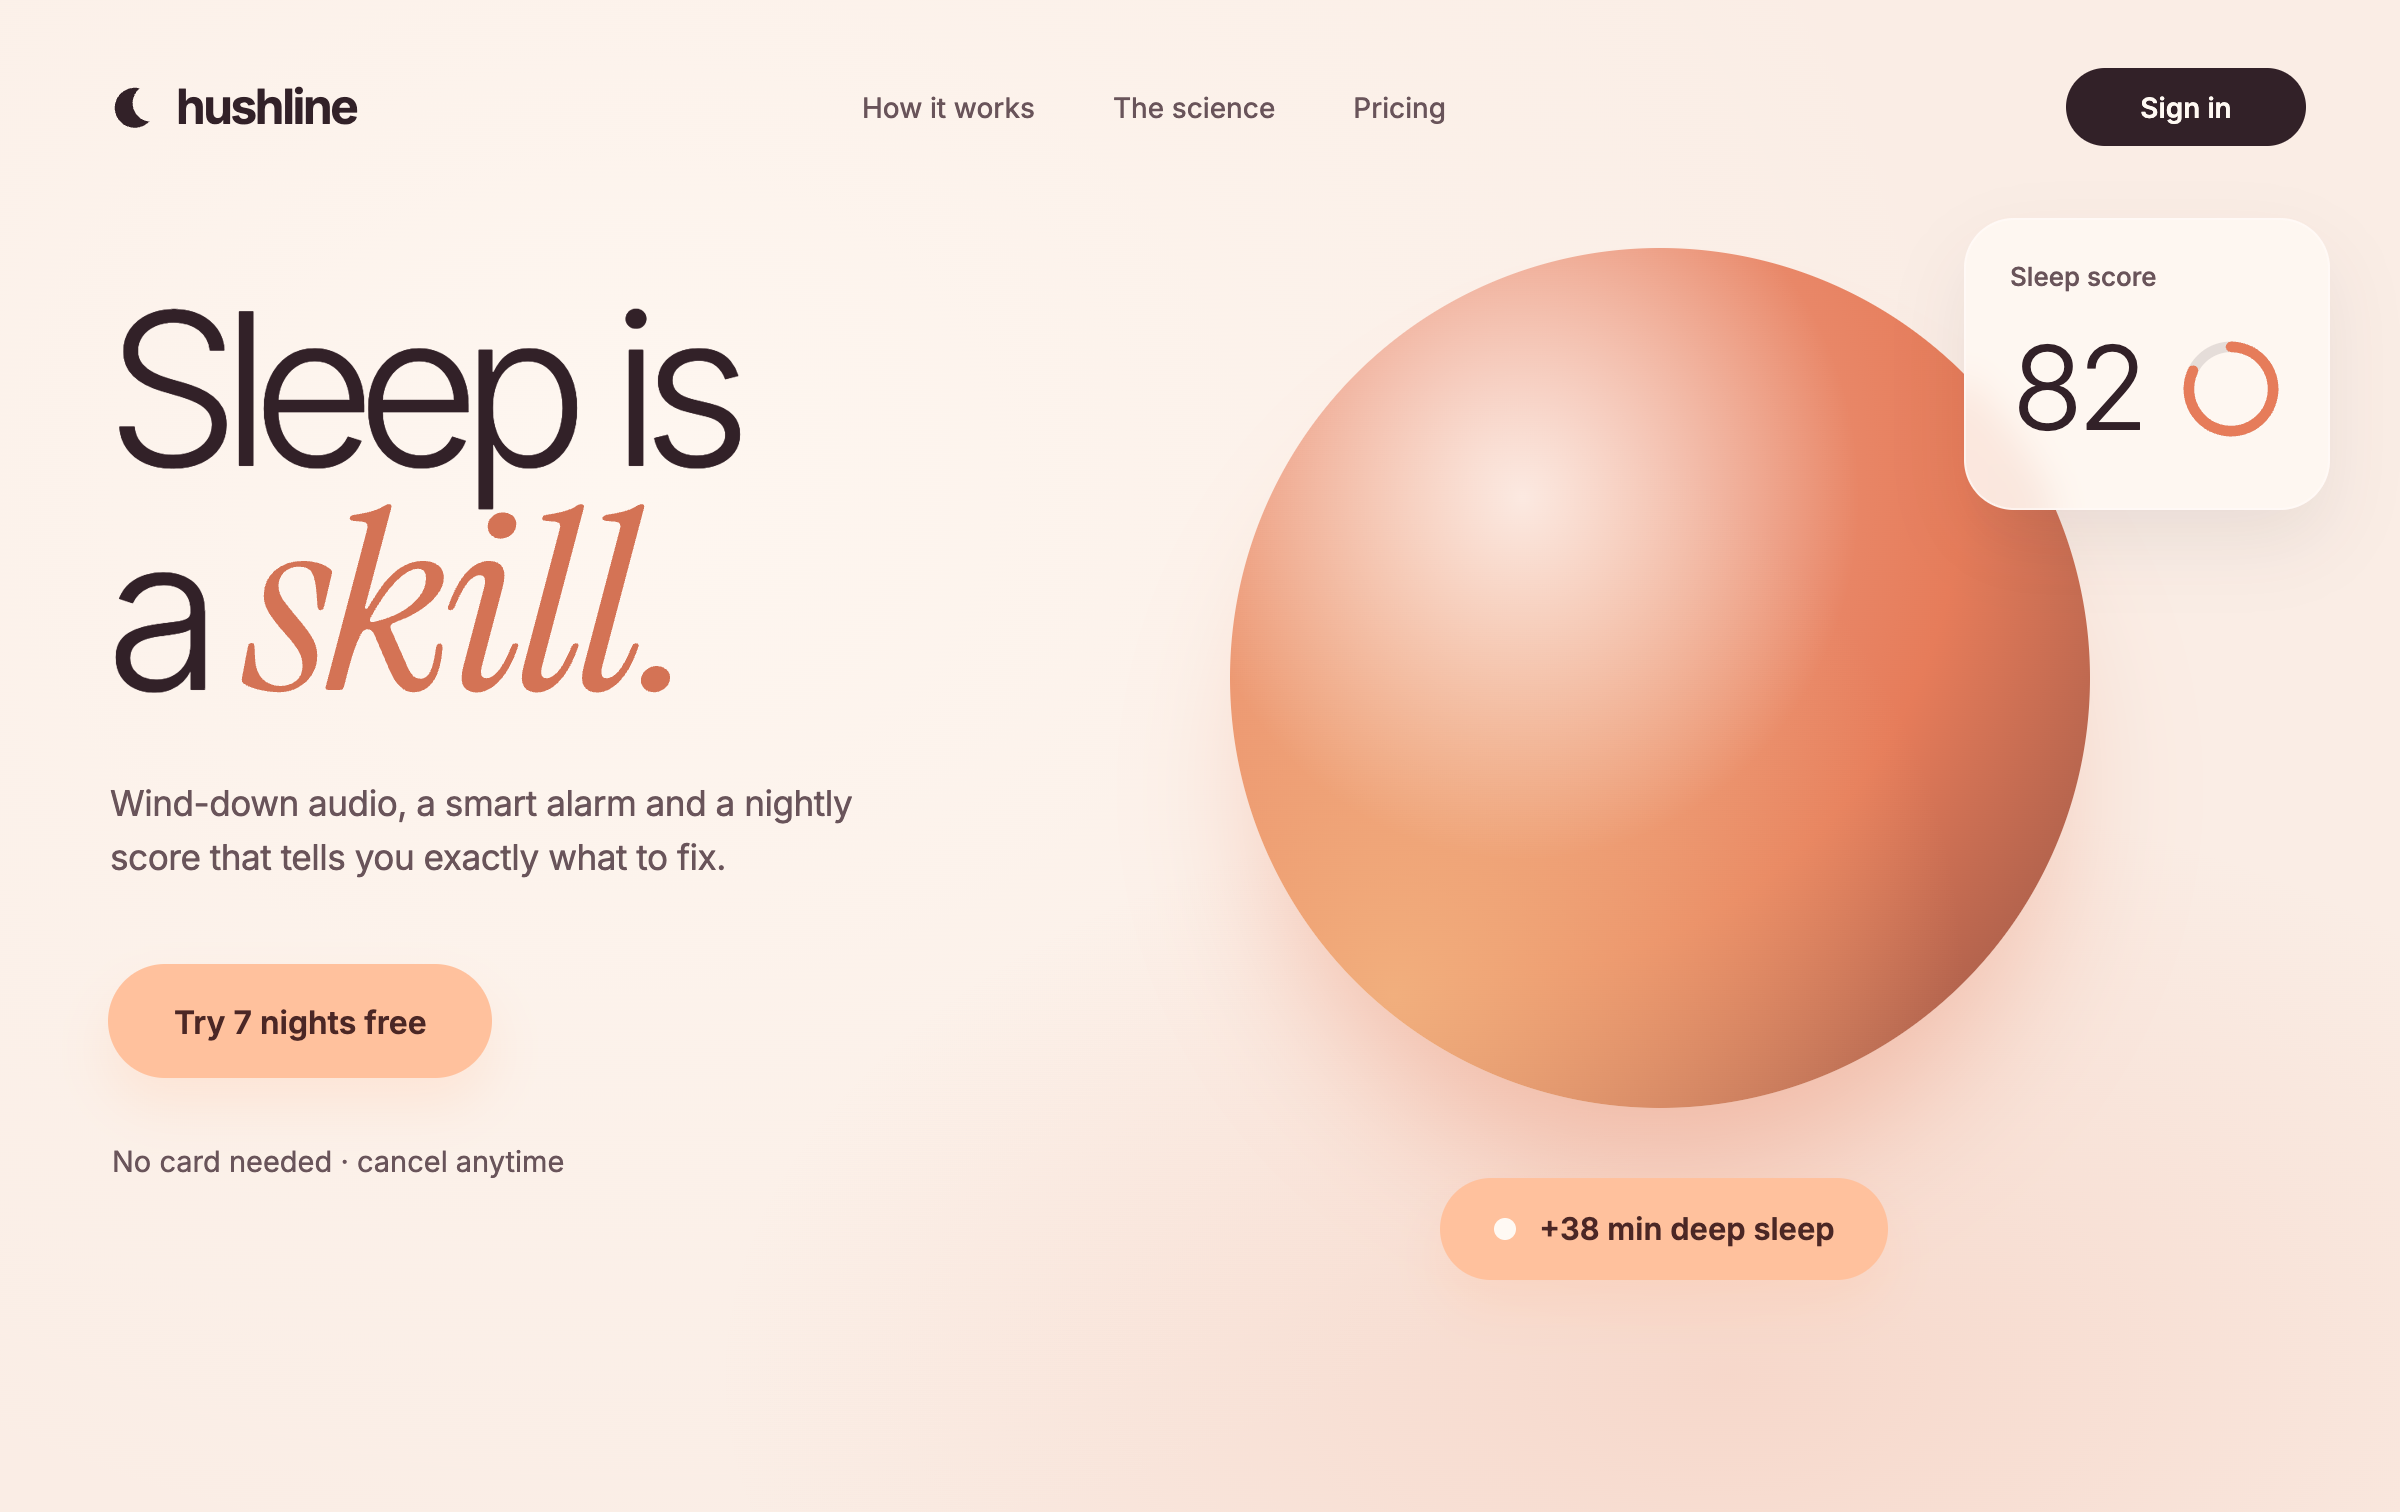 hushline
How it works
The science
Pricing
Sign in
Sleep is
a skill.
Wind-down audio, a smart alarm and a nightly
score that tells you exactly what to fix.
Try 7 nights free
No card needed · cancel anytime
Sleep score
82
+38 min deep sleep